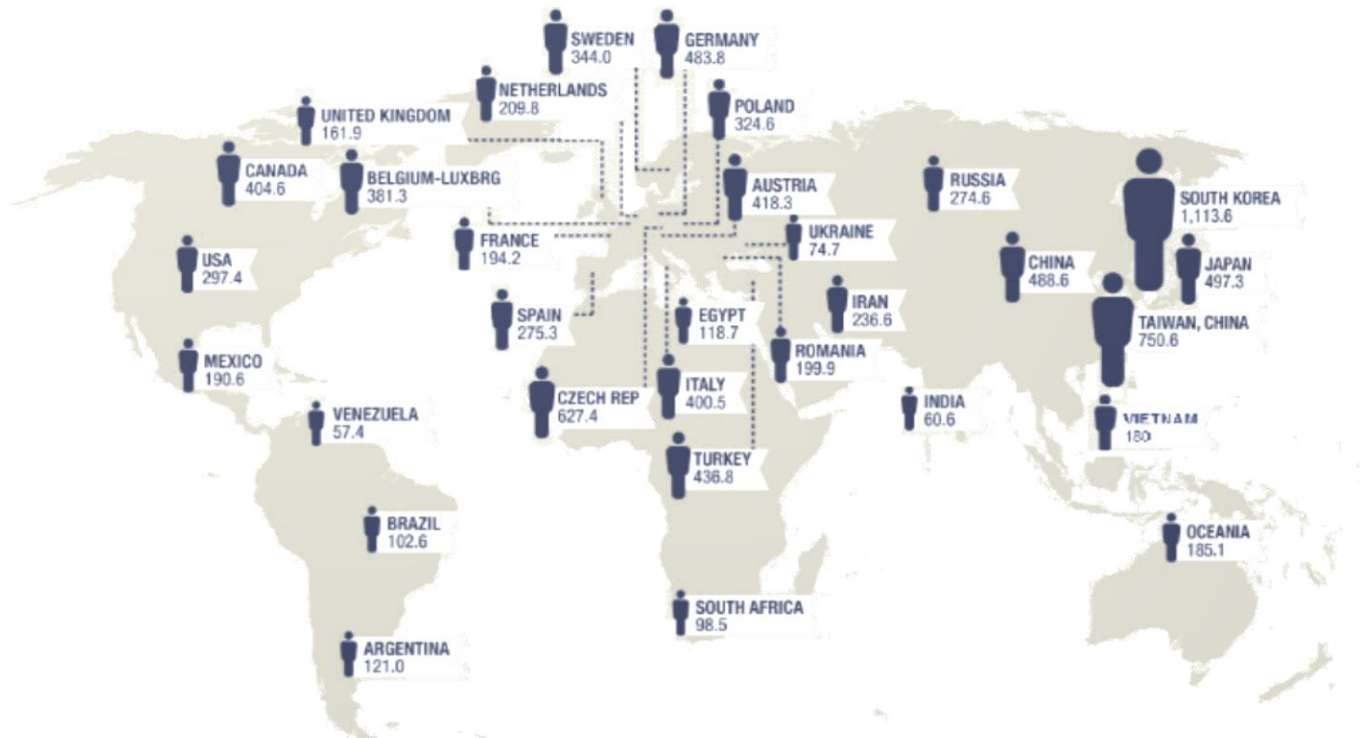 SWEDEN
344.0
GERMANY
483.8
NETHERLANDS
209.8
POLAND
324.6
UNITED KINGDOM
161.9
CANADA
404.6
BELGIUM-LUXBRG
381.3
AUSTRIA
418.3
RUSSIA
274.6
SOUTH KOREA
1,113.6
FRANCE
194.2
UKRAINE
74.7
USA
297.4
CHINA
488.6
JAPAN
497.3
SPAIN
275.3
EGYPT
118.7
IRAN
236.6
TAIWAN, CHINA
750.6
MEXICO
190.6
ROMANIA
199.9
CZECH REP
627.4
ITALY
400.5
INDIA
60.6
VENEZUELA
57.4
VIETNAM
180
TURKEY
436.8
BRAZIL
102.6
OCEANIA
185.1
SOUTH AFRICA
98.5
ARGENTINA
121.0